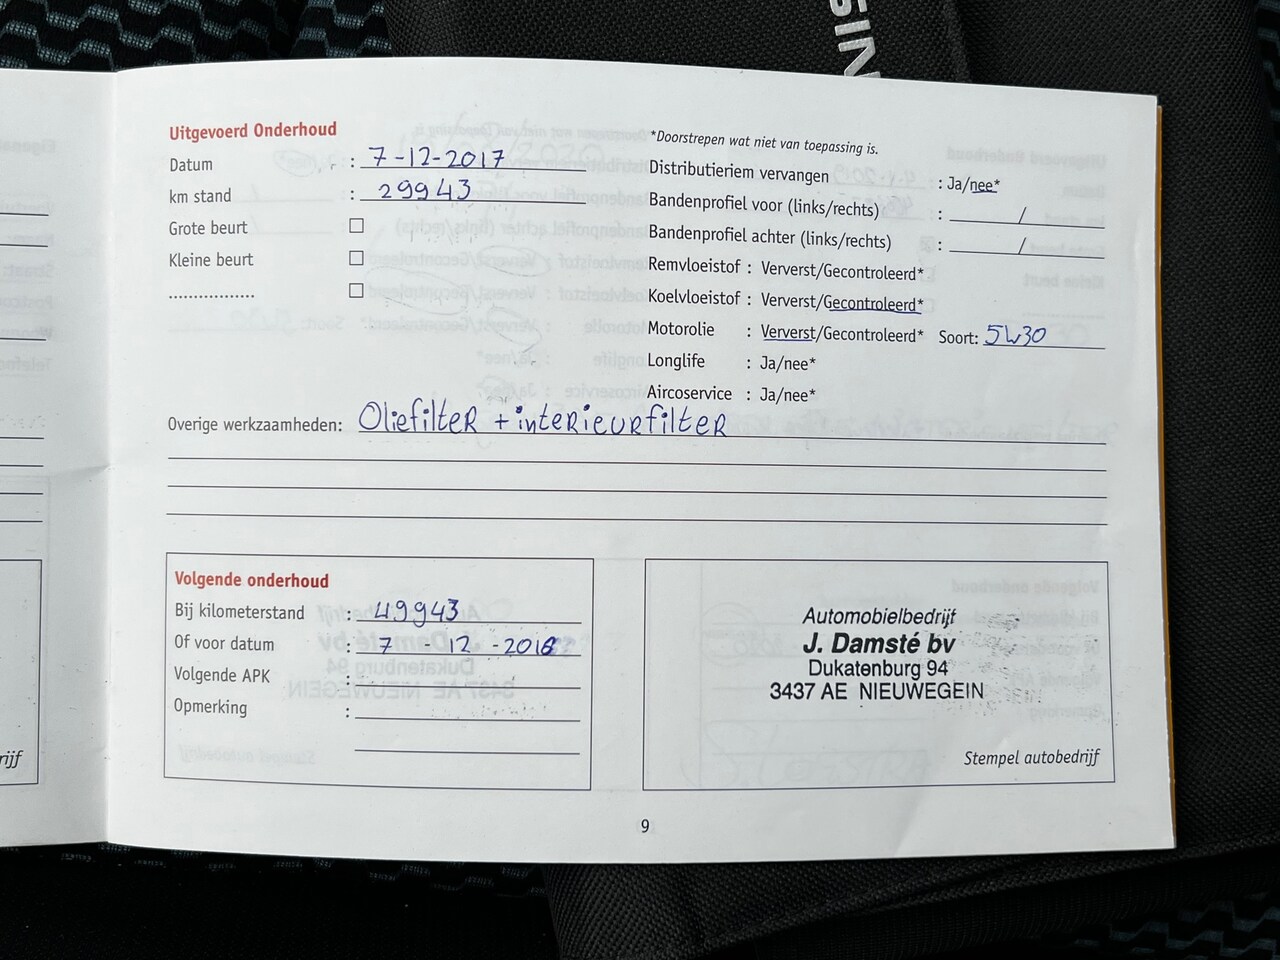 SIN
Uitgevoerd Onderhoud
Datum : 7-12-2017
km stand : 29943
Grote beurt
Kleine beurt
................
*Doorstrepen wat niet van toepassing is.
Distributieriem vervangen : Ja/nee*
Bandenprofiel voor (links/rechts) : /
Bandenprofiel achter (links/rechts) : /
Remvloeistof : Ververst/Gecontroleerd*
Koelvloeistof : Ververst/Gecontroleerd*
Motorolie : Ververst/Gecontroleerd* Soort: 5W30
Longlife : Ja/nee*
Aircoservice : Ja/nee*
Overige werkzaamheden: Oliefilter + interieurfilter
Volgende onderhoud
Bij kilometerstand : 49943
Of voor datum : 7 - 12 - 2018
Volgende APK :
Opmerking :
Automobielbedrijf
J. Damsté bv
Dukatenburg 94
3437 AE NIEUWEGEIN
Stempel autobedrijf
rijf
9